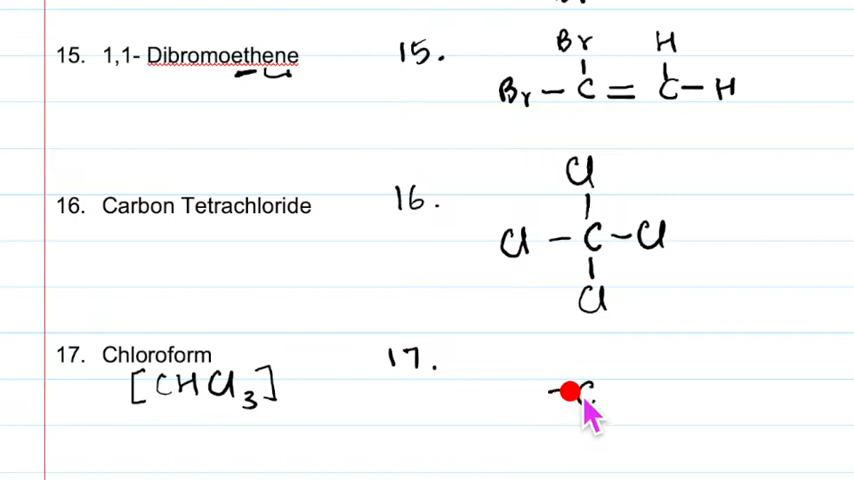 Br H
15. 1,1- Dibromoethene 15. Br – C = C – H
Cl
16. Carbon Tetrachloride 16. Cl – C – Cl
Cl
17. Chloroform 17.
[CHCl3]
– C